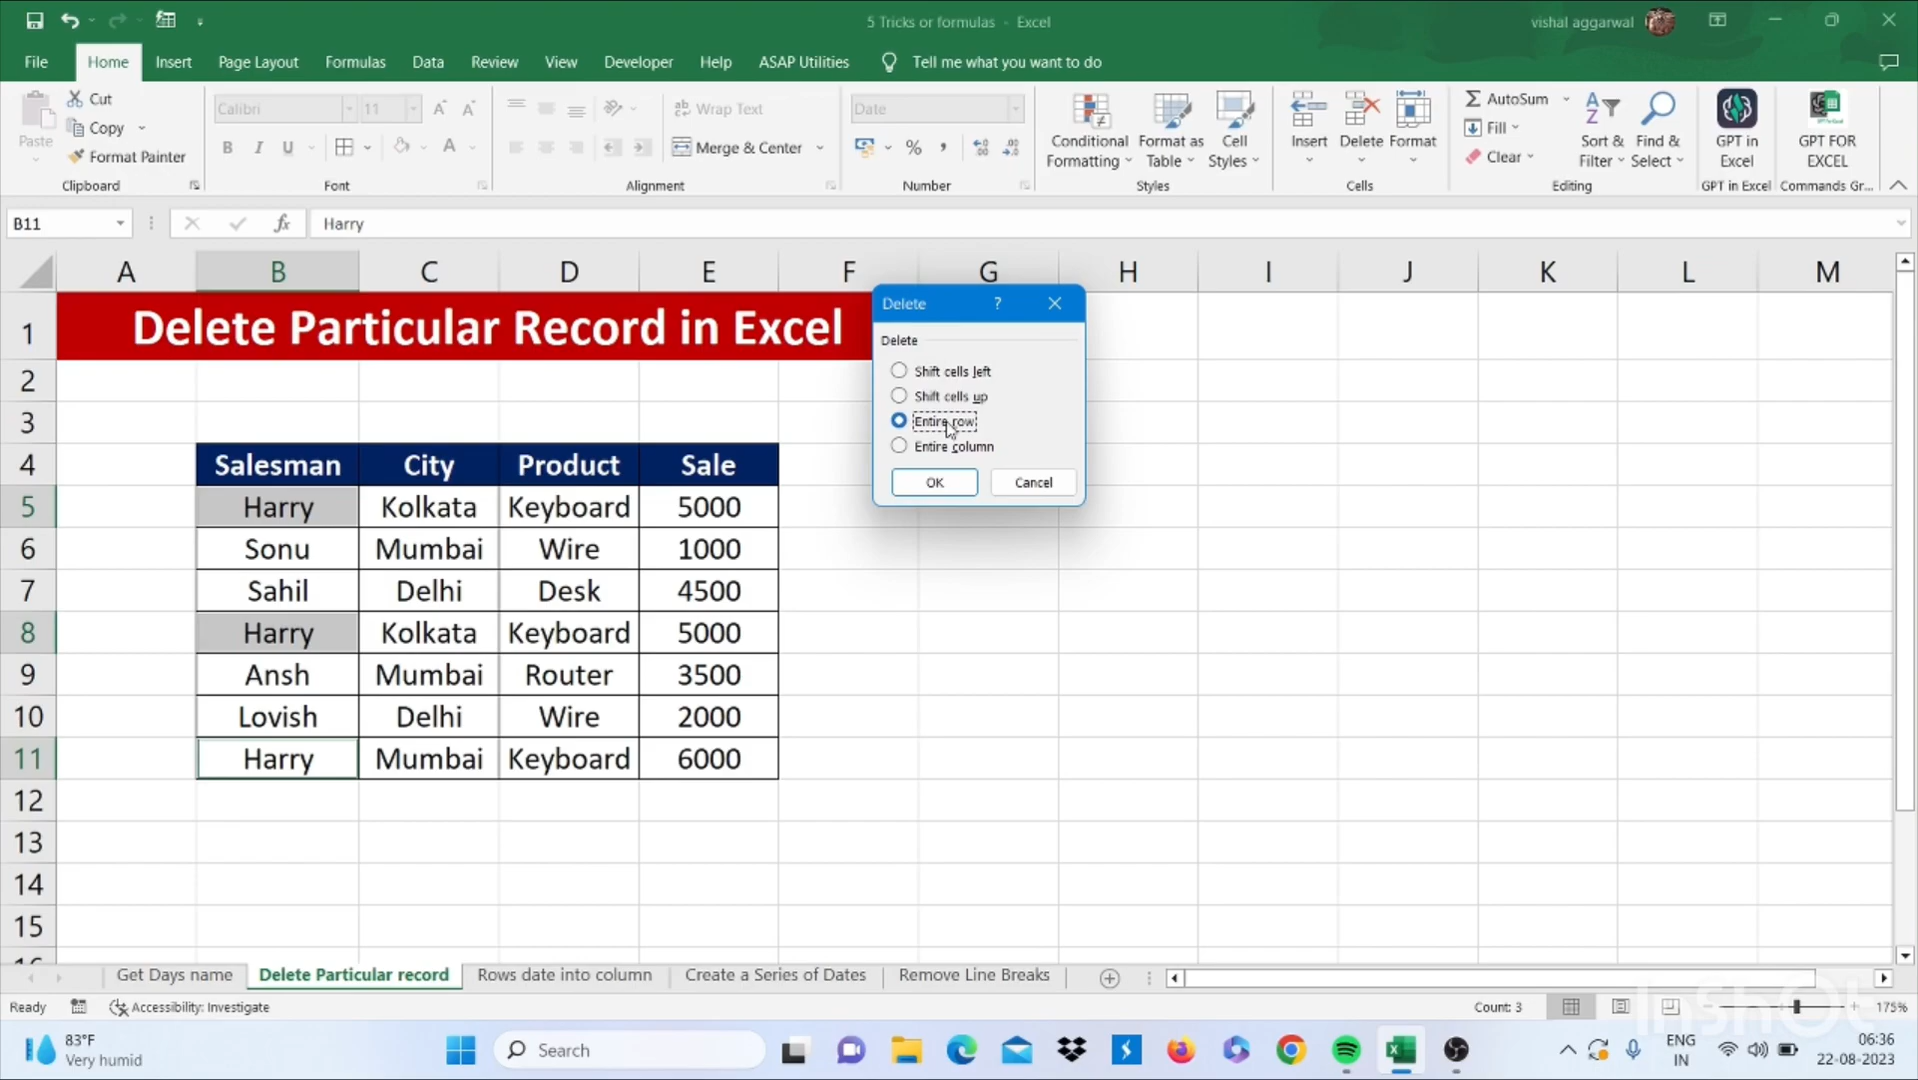 5 Tricks or formulas - Excel
vishal aggarwal
File Home Insert Page Layout Formulas Data Review View Developer Help ASAP Utilities Tell me what you want to do
Paste
Cut
Copy
Format Painter
Clipboard
Calibri 11
B I U
Font
Wrap Text
Merge & Center
Alignment
Date
% ,
Number
Conditional Formatting
Format as Table
Cell Styles
Styles
Insert
Delete
Format
Cells
AutoSum
Fill
Clear
Sort & Filter
Find & Select
Editing
GPT in Excel
GPT in Excel
GPT FOR EXCEL
Commands Gr...
B11 fx Harry
A B C D E F G H I J K L M
1 Delete Particular Record in Excel
2
3
4 Salesman City Product Sale
5 Harry Kolkata Keyboard 5000
6 Sonu Mumbai Wire 1000
7 Sahil Delhi Desk 4500
8 Harry Kolkata Keyboard 5000
9 Ansh Mumbai Router 3500
10 Lovish Delhi Wire 2000
11 Harry Mumbai Keyboard 6000
12
13
14
15
Delete ?
Delete
Shift cells left
Shift cells up
Entire row
Entire column
OK Cancel
Get Days name Delete Particular record Rows date into column Create a Series of Dates Remove Line Breaks
Ready Accessibility: Investigate Count: 3 175%
InShOt
83°F
Very humid
Search
ENG
IN
06:36
22-08-2023